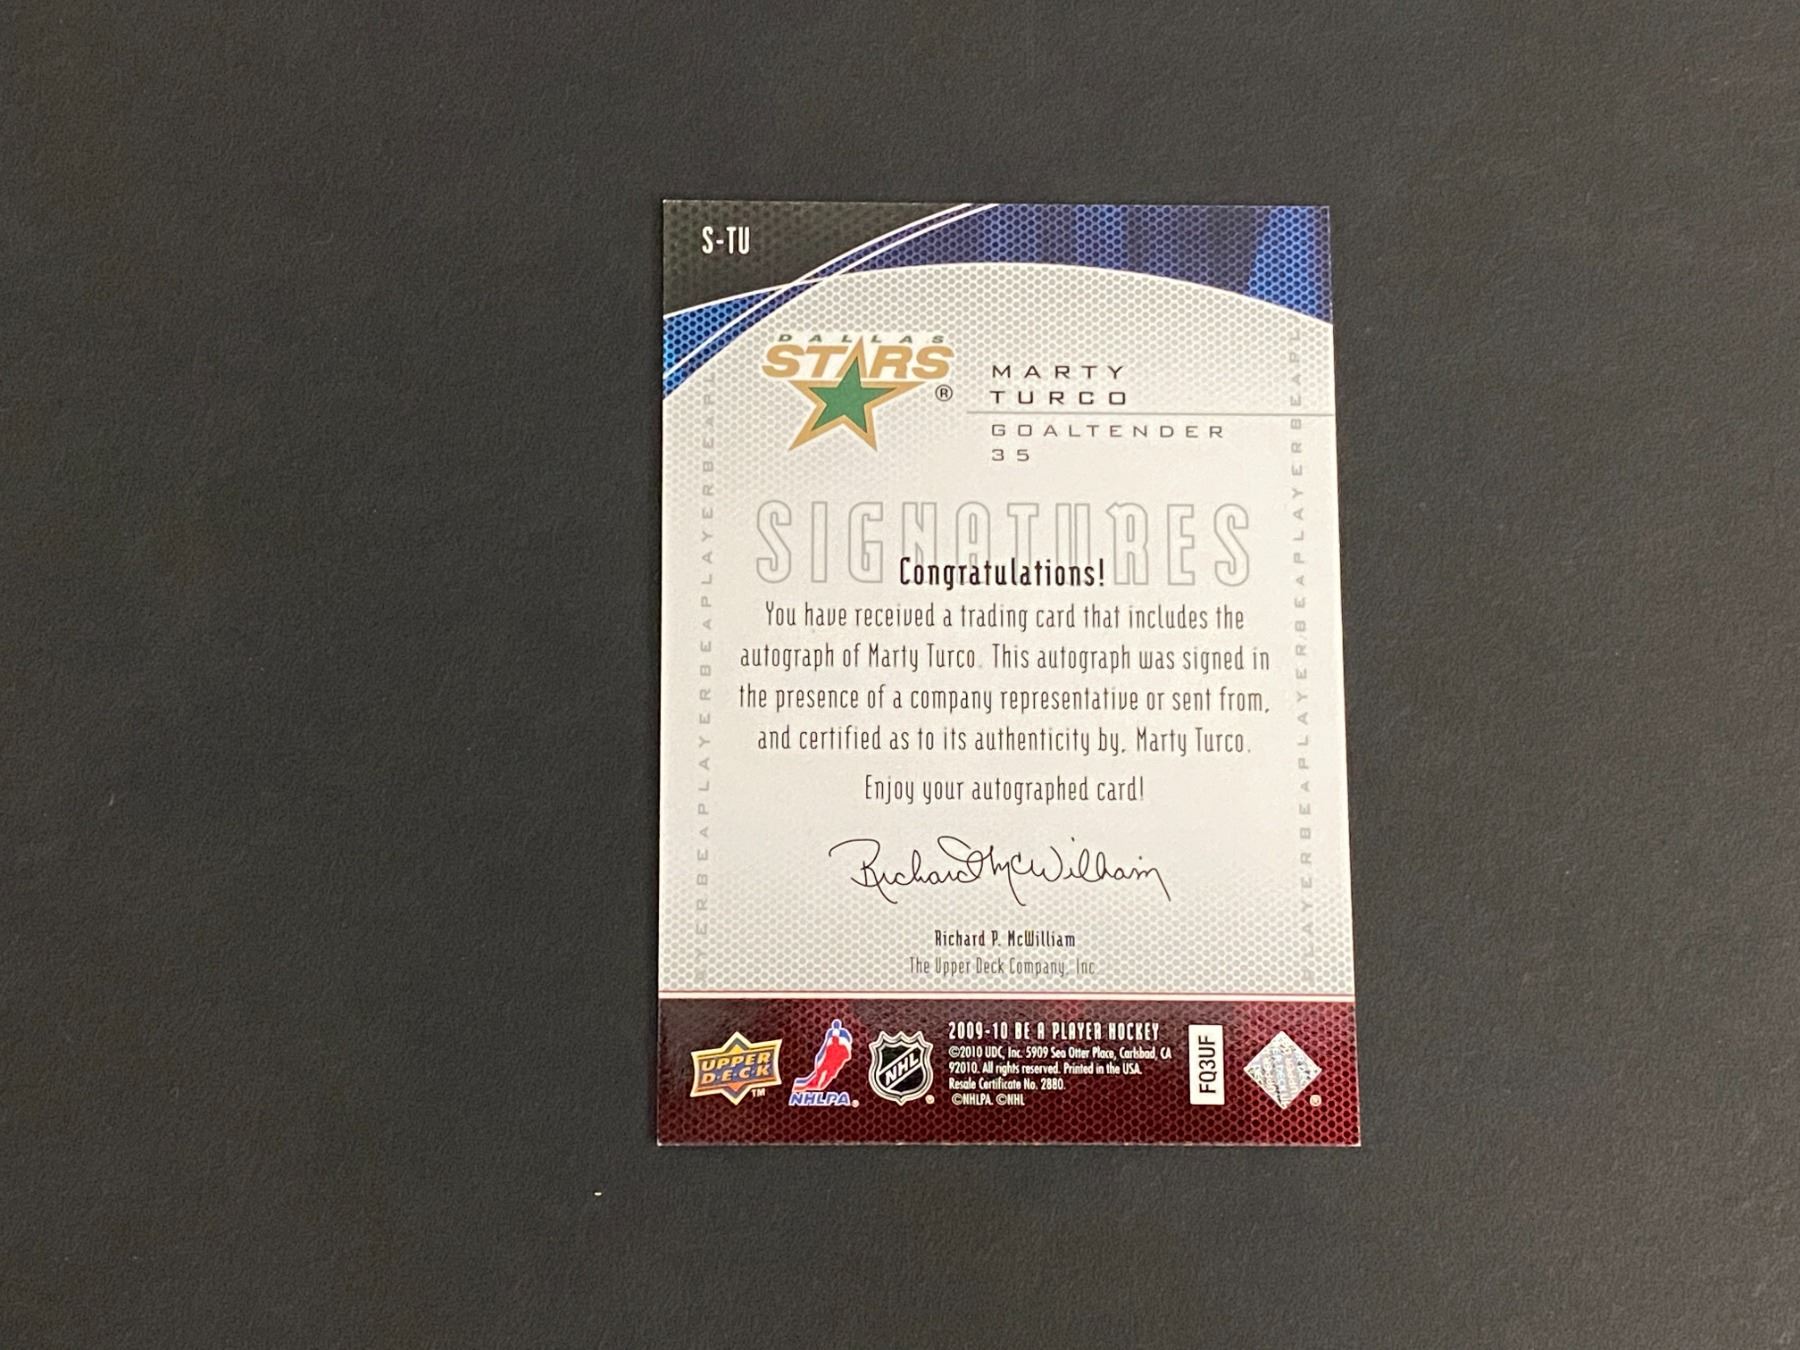 S-TU
DALLAS
STARS
®
MARTY
TURCO
GOALTENDER
35
SIGNATURES
Congratulations!
You have received a trading card that includes the
autograph of Marty Turco. This autograph was signed in
the presence of a company representative or sent from,
and certified as to its authenticity by, Marty Turco.
Enjoy your autographed card!
Richard McWilliam
Richard P. McWilliam
The Upper Deck Company, Inc
UPPER
D·E·C·K
TM
NHLPA®
NHL®
2009-10 BE A PLAYER HOCKEY
©2010 UDC, Inc. 5909 Sea Otter Place, Carlsbad, CA
92010. All rights reserved. Printed in the USA.
Resale Certificate No. 2880.
©NHLPA. ©NHL
FQ3UF
®